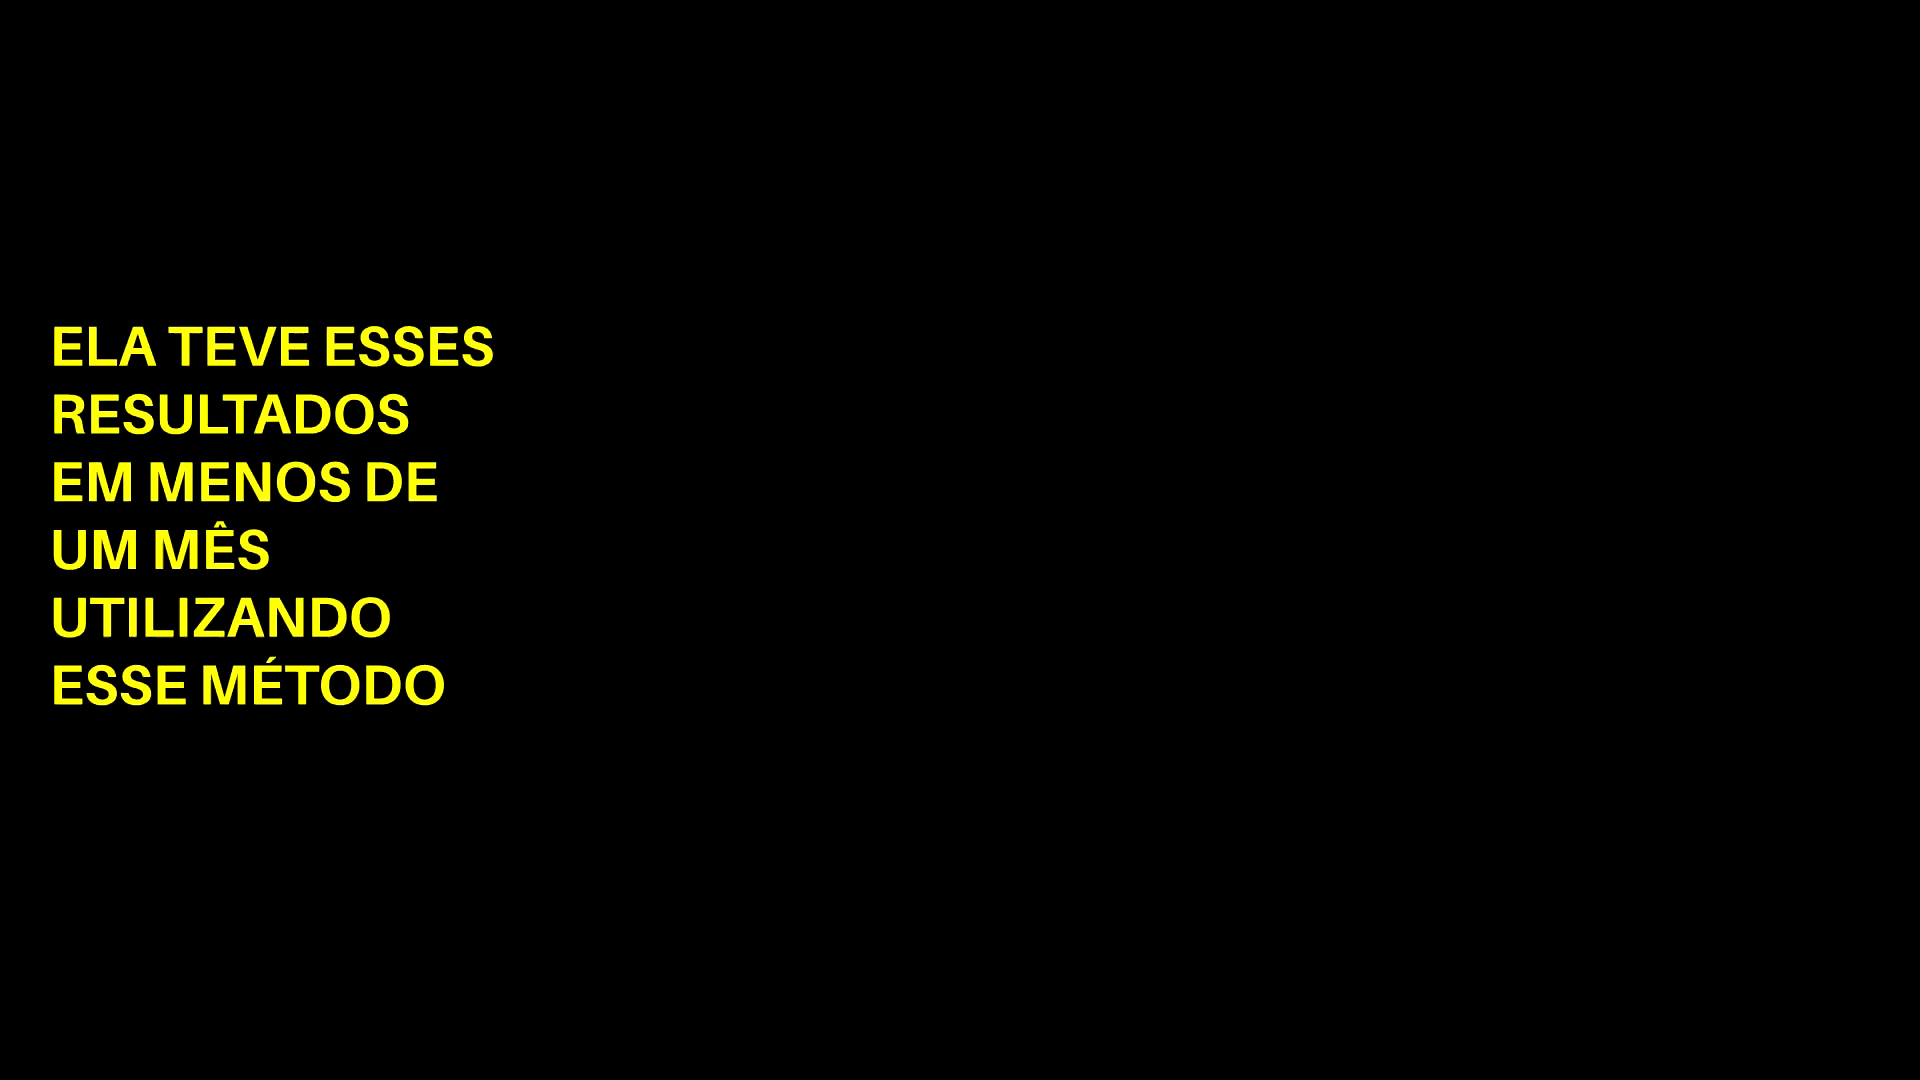 ELA TEVE ESSES
RESULTADOS
EM MENOS DE
UM MÊS
UTILIZANDO
ESSE MÉTODO